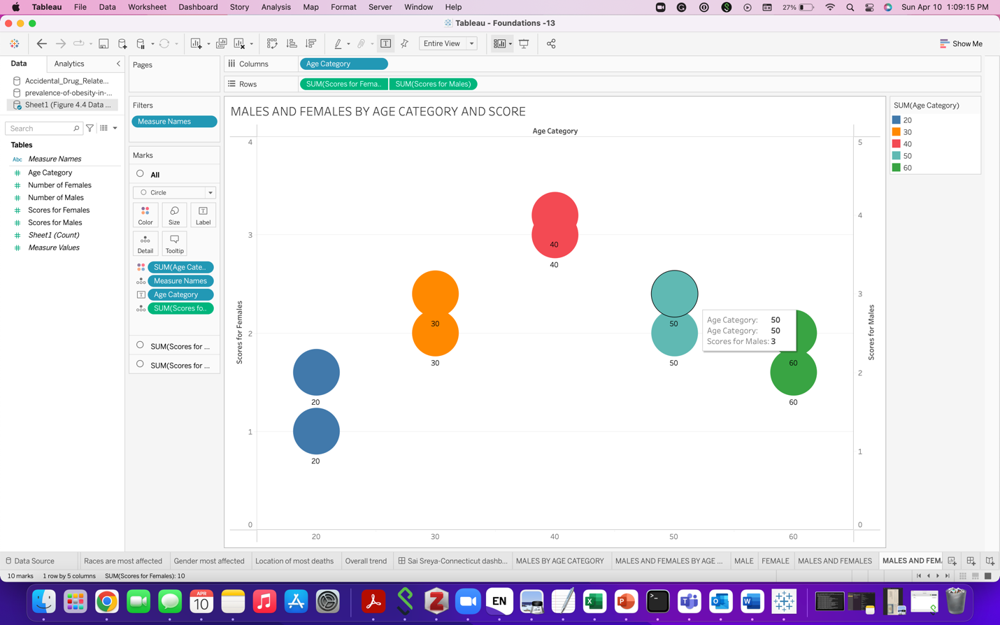 Tableau File Data Worksheet Dashboard Story Analysis Map Format Server Window Help 27% Sun Apr 10 1:09:15 PM
Tableau - Foundations -13
Entire View
Show Me
Data Analytics
Accidental_Drug_Relate...
prevalence-of-obesity-in-...
Sheet1 (Figure 4.4 Data ...
Search
Tables
Abc Measure Names
Age Category
Number of Females
Number of Males
Scores for Females
Scores for Males
Sheet1 (Count)
Measure Values
Pages
Filters
Measure Names
Marks
All
Circle
Color Size Label
Detail Tooltip
SUM(Age Cate..
Measure Names
Age Category
SUM(Scores fo..
SUM(Scores for ...
SUM(Scores for ...
Columns Age Category
Rows SUM(Scores for Fema.. SUM(Scores for Males)
MALES AND FEMALES BY AGE CATEGORY AND SCORE
Age Category
4
3
2
1
0
Scores for Females
5
4
3
2
1
0
Scores for Males
40
40
30
30
50
50
60
60
20
20
Age Category: 50
Age Category: 50
Scores for Males: 3
20 30 40 50 60
SUM(Age Category)
20
30
40
50
60
Data Source Races are most affected Gender most affected Location of most deaths Overall trend Sai Sreya-Connecticut dashb... MALES BY AGE CATEGORY MALES AND FEMALES BY AGE ... MALE FEMALE MALES AND FEMALES MALES AND FEM
10 marks 1 row by 5 columns SUM(Scores for Females): 10
APR
10
EN